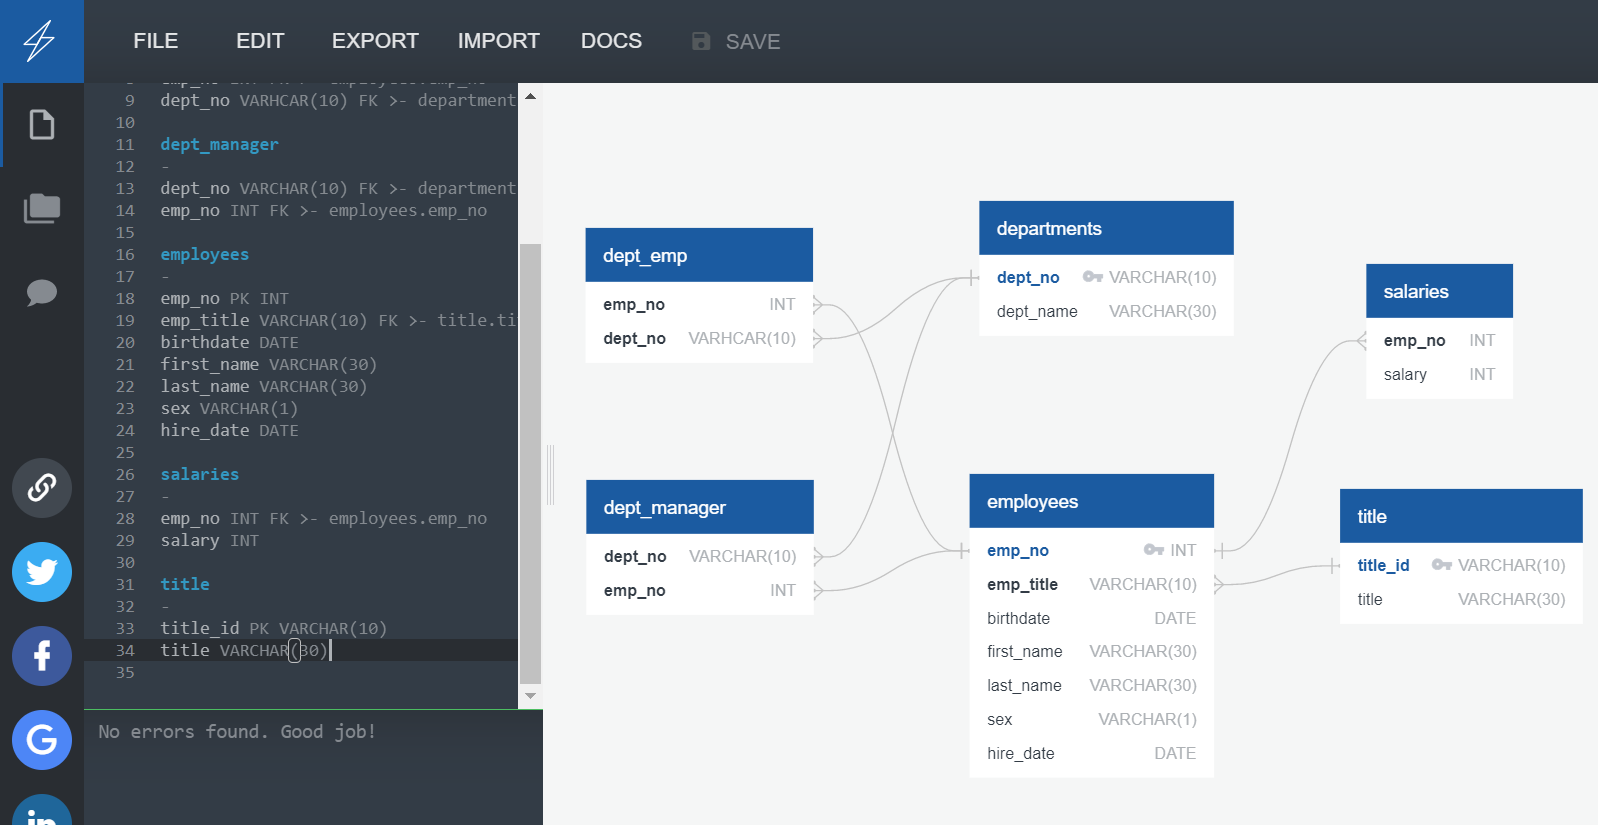 FILE EDIT EXPORT IMPORT DOCS SAVE
9 dept_no VARHCAR(10) FK >- department
10
11 dept_manager
12 -
13 dept_no VARCHAR(10) FK >- department
14 emp_no INT FK >- employees.emp_no
15
16 employees
17 -
18 emp_no PK INT
19 emp_title VARCHAR(10) FK >- title.ti
20 birthdate DATE
21 first_name VARCHAR(30)
22 last_name VARCHAR(30)
23 sex VARCHAR(1)
24 hire_date DATE
25
26 salaries
27 -
28 emp_no INT FK >- employees.emp_no
29 salary INT
30
31 title
32 -
33 title_id PK VARCHAR(10)
34 title VARCHAR(30)
35
No errors found. Good job!
dept_emp
emp_no INT
dept_no VARHCAR(10)
departments
dept_no VARCHAR(10)
dept_name VARCHAR(30)
salaries
emp_no INT
salary INT
dept_manager
dept_no VARCHAR(10)
emp_no INT
employees
emp_no INT
emp_title VARCHAR(10)
birthdate DATE
first_name VARCHAR(30)
last_name VARCHAR(30)
sex VARCHAR(1)
hire_date DATE
title
title_id VARCHAR(10)
title VARCHAR(30)
f
G
in